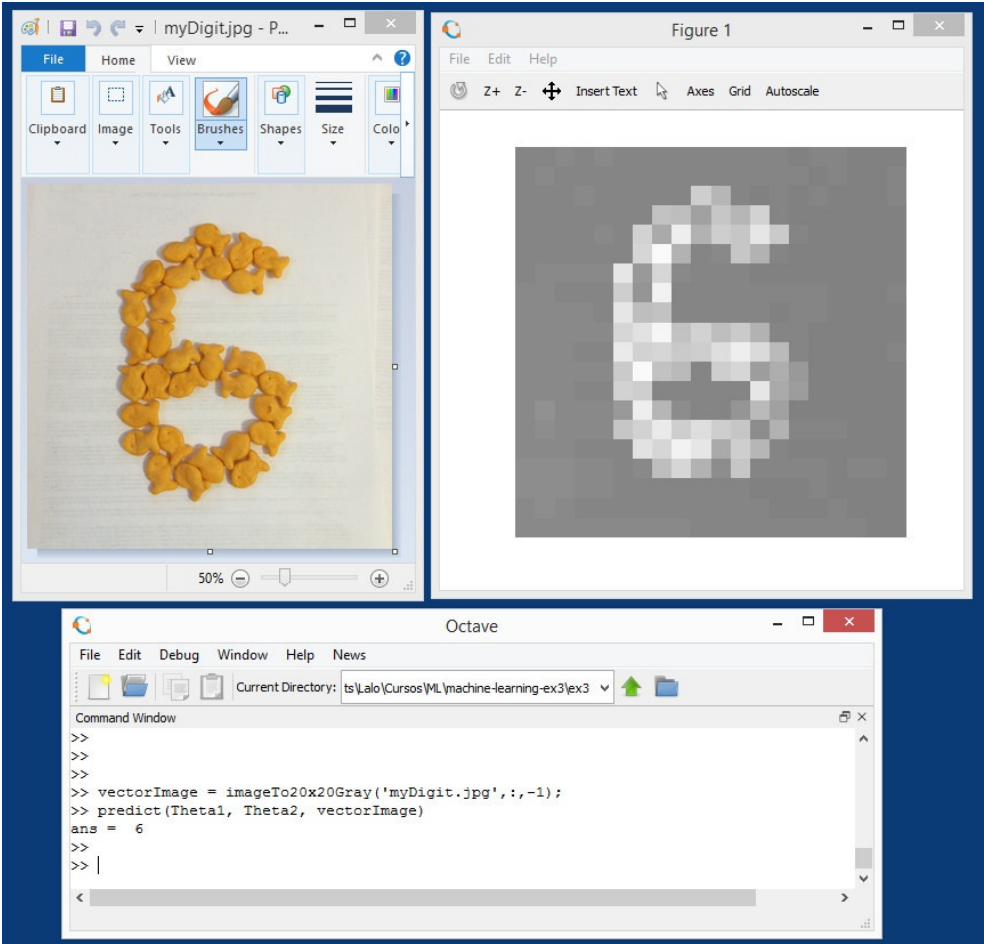 myDigit.jpg - P...
File Home View
Clipboard Image Tools Brushes Shapes Size Colo
50%
Figure 1
File Edit Help
Z+ Z- Insert Text Axes Grid Autoscale
Octave
File Edit Debug Window Help News
Current Directory: ts\Lalo\Cursos\ML\machine-learning-ex3\ex3
Command Window
>>
>>
>>
>> vectorImage = imageTo20x20Gray('myDigit.jpg',:,-1);
>> predict(Theta1, Theta2, vectorImage)
ans = 6
>>
>>